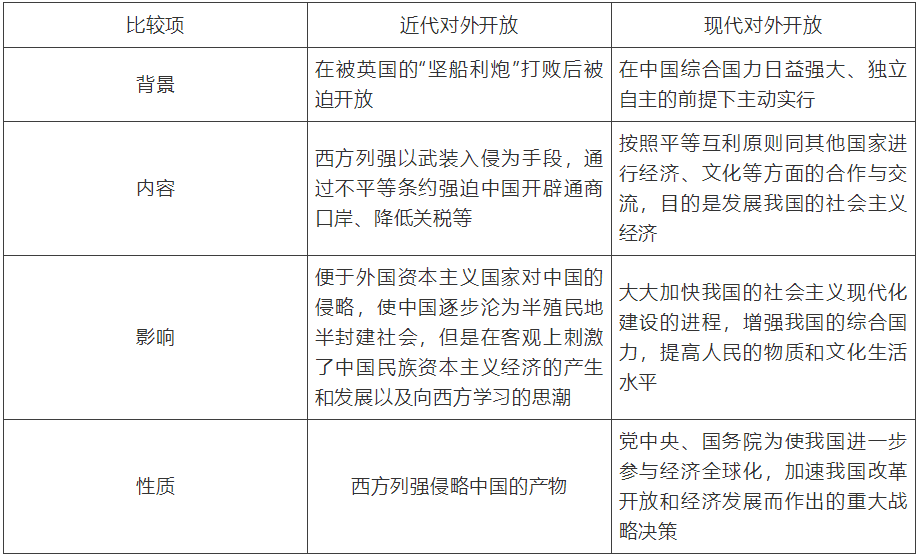 比较项
近代对外开放
现代对外开放
背景
在被英国的“坚船利炮”打败后被
迫开放
在中国综合国力日益强大、独立
自主的前提下主动实行
内容
西方列强以武装入侵为手段，通
过不平等条约强迫中国开辟通商
口岸、降低关税等
按照平等互利原则同其他国家进
行经济、文化等方面的合作与交
流，目的是发展我国的社会主义
经济
影响
便于外国资本主义国家对中国的
侵略，使中国逐步沦为半殖民地
半封建社会，但是在客观上刺激
了中国民族资本主义经济的产生
和发展以及向西方学习的思潮
大大加快我国的社会主义现代化
建设的进程，增强我国的综合国
力，提高人民的物质和文化生活
水平
性质
西方列强侵略中国的产物
党中央、国务院为使我国进一步
参与经济全球化，加速我国改革
开放和经济发展而作出的重大战
略决策